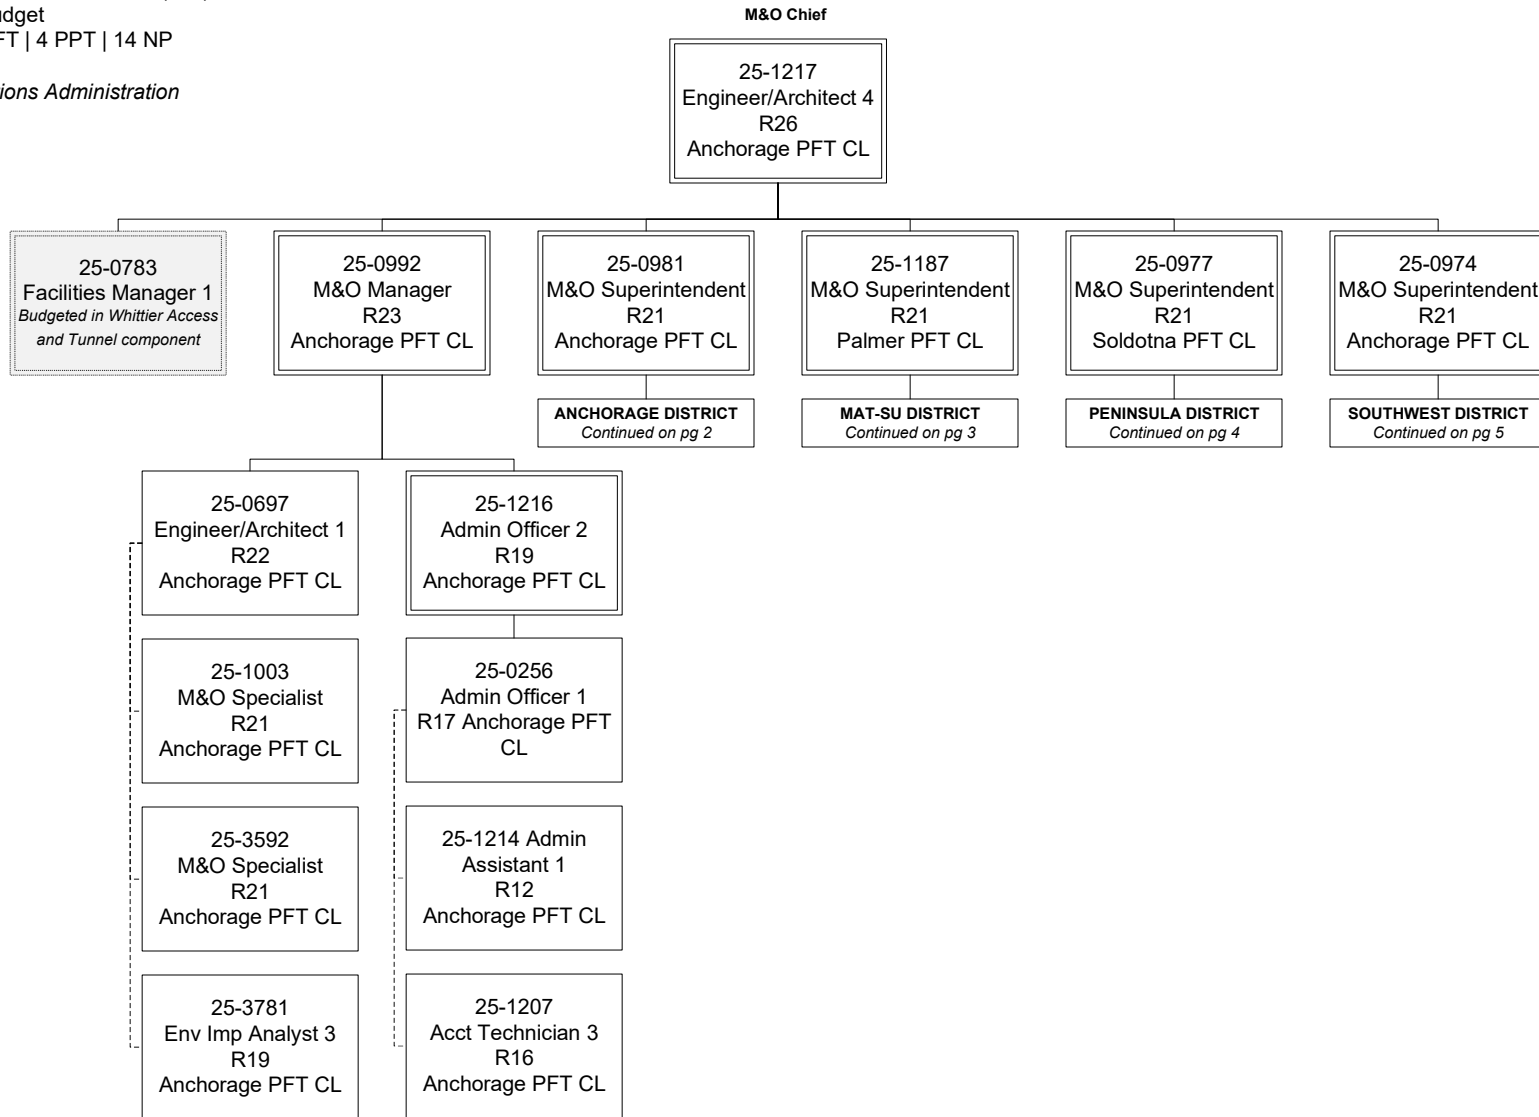 FT | 4 PPT | 14 NP
M&O Chief
25-1217
Engineer/Architect 4
R26
Anchorage PFT CL
25-0783
Facilities Manager 1
Budgeted in Whittier Access
and Tunnel component
25-0992
M&O Manager
R23
Anchorage PFT CL
25-0981
M&O Superintendent
R21
Anchorage PFT CL
25-1187
M&O Superintendent
R21
Palmer PFT CL
25-0977
M&O Superintendent
R21
Soldotna PFT CL
25-0974
M&O Superintendent
R21
Anchorage PFT CL
ANCHORAGE DISTRICT
Continued on pg 2
MAT-SU DISTRICT
Continued on pg 3
PENINSULA DISTRICT
Continued on pg 4
SOUTHWEST DISTRICT
Continued on pg 5
25-0697
Engineer/Architect 1
R22
Anchorage PFT CL
25-1216
Admin Officer 2
R19
Anchorage PFT CL
25-1003
M&O Specialist
R21
Anchorage PFT CL
25-0256
Admin Officer 1
R17 Anchorage PFT
CL
25-3592
M&O Specialist
R21
Anchorage PFT CL
25-1214 Admin
Assistant 1
R12
Anchorage PFT CL
25-3781
Env Imp Analyst 3
R19
Anchorage PFT CL
25-1207
Acct Technician 3
R16
Anchorage PFT CL
udget
ions Administration